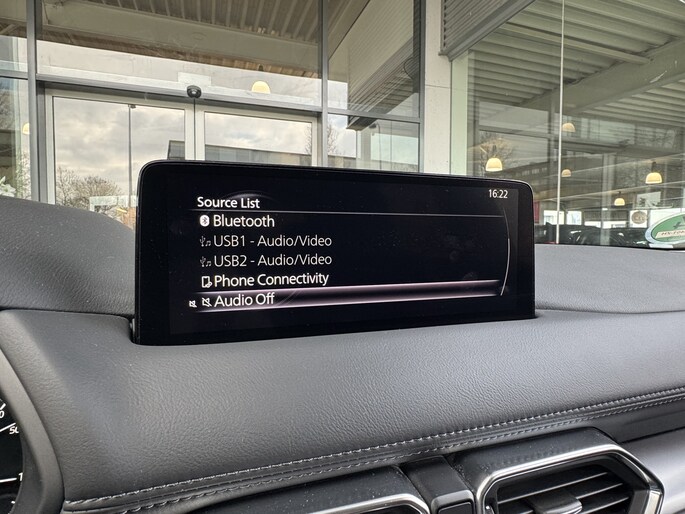 Source List
16:22
Bluetooth
USB1 - Audio/Video
USB2 - Audio/Video
Phone Connectivity
Audio Off